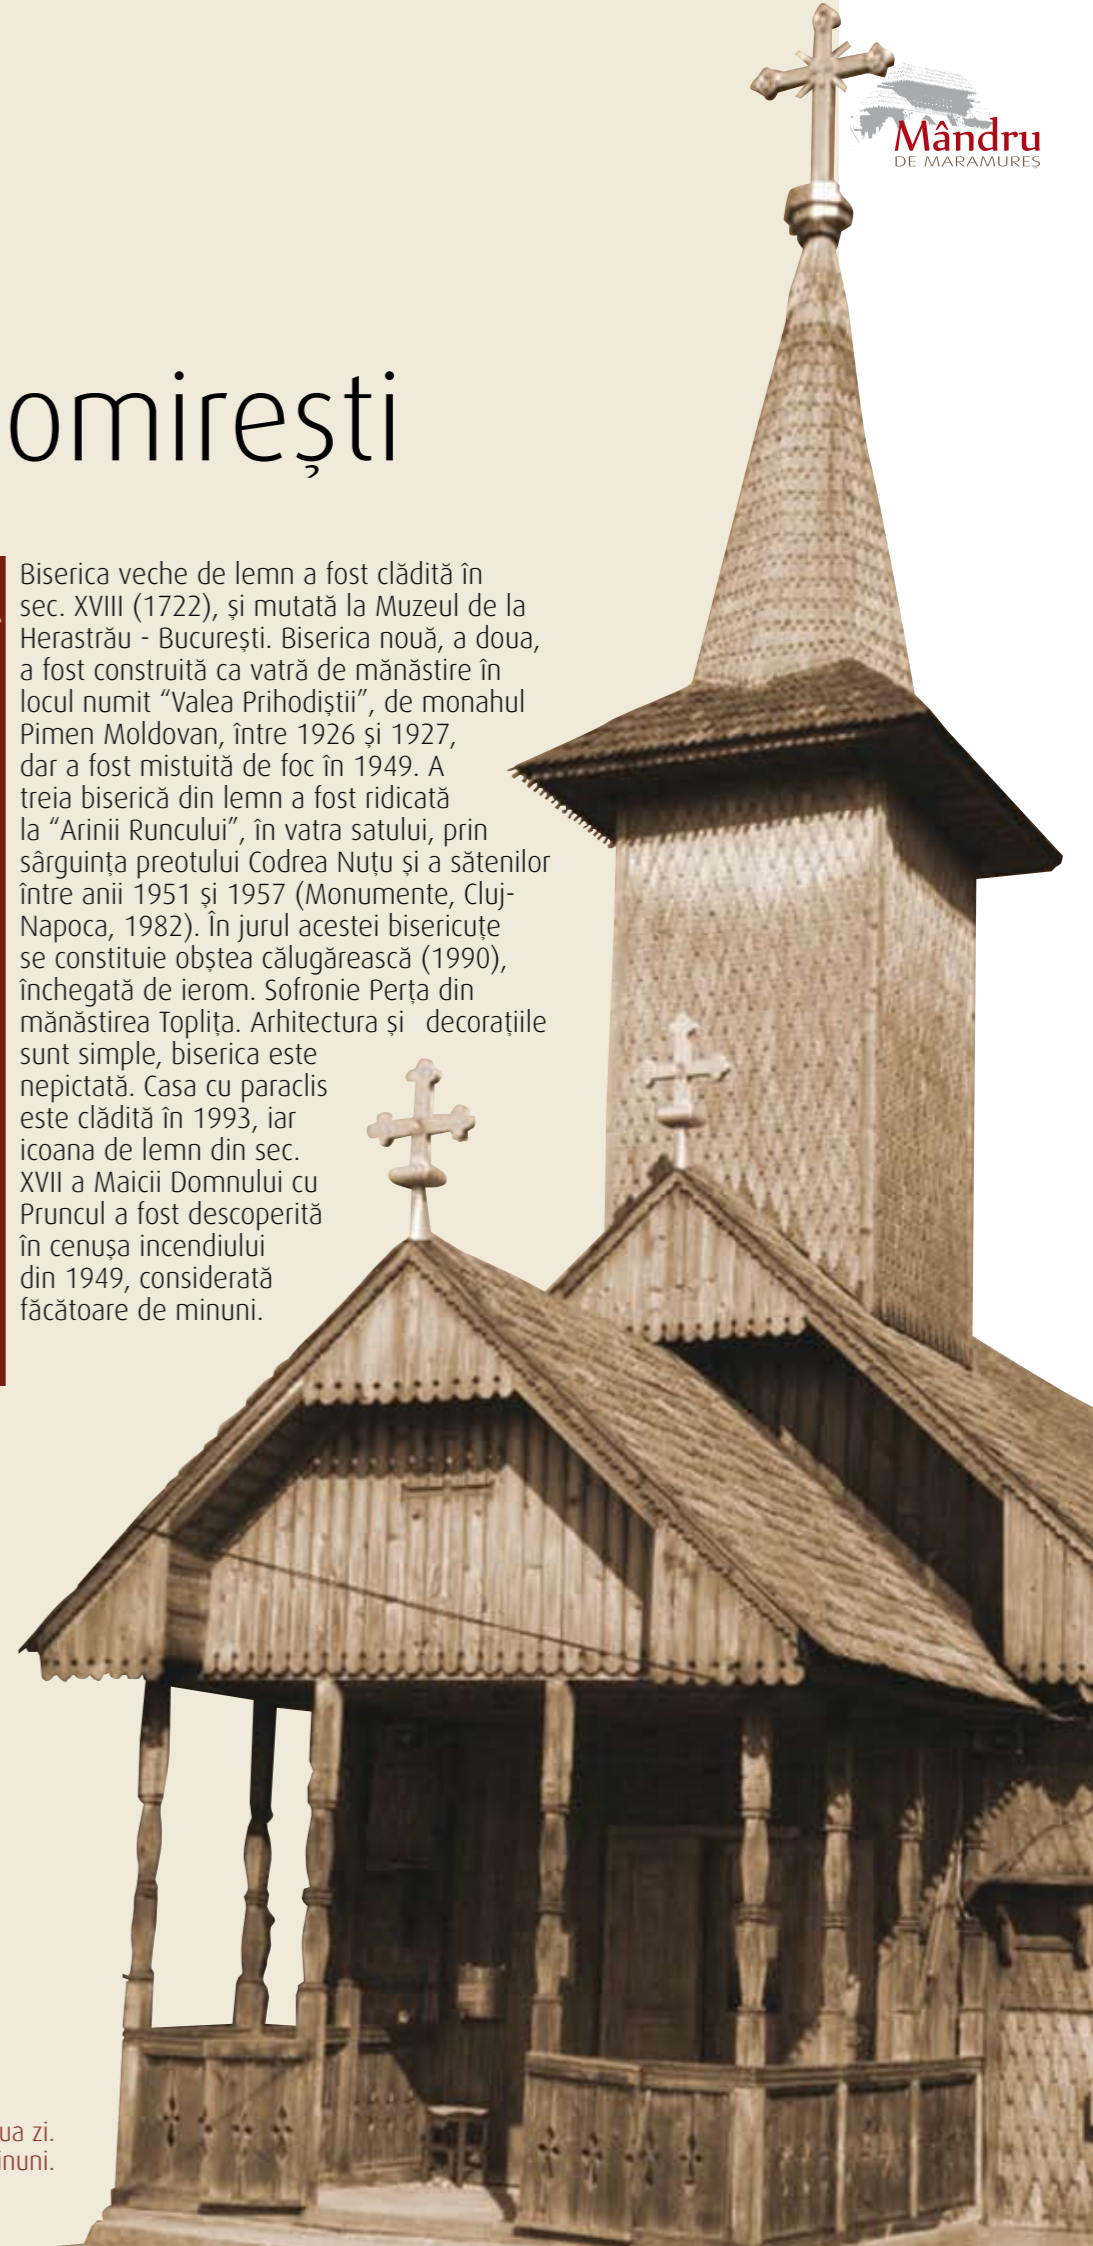 Mândru
DE MARAMUREȘ
omirești
Biserica veche de lemn a fost clădită în
sec. XVIII (1722), și mutată la Muzeul de la
Herastrău - București. Biserica nouă, a doua,
a fost construită ca vatră de mănăstire în
locul numit “Valea Prihodiștii”, de monahul
Pimen Moldovan, între 1926 și 1927,
dar a fost mistuită de foc în 1949. A
treia biserică din lemn a fost ridicată
la “Arinii Runcului”, în vatra satului, prin
sârguința preotului Codrea Nuțu și a sătenilor
între anii 1951 și 1957 (Monumente, Cluj-
Napoca, 1982). În jurul acestei bisericuțe
se constituie obștea călugărească (1990),
închegată de ierom. Sofronie Perța din
mănăstirea Toplița. Arhitectura și decorațiile
sunt simple, biserica este
nepictată. Casa cu paraclis
este clădită în 1993, iar
icoana de lemn din sec.
XVII a Maicii Domnului cu
Pruncul a fost descoperită
în cenușa incendiului
din 1949, considerată
făcătoare de minuni.
ua zi.
inuni.